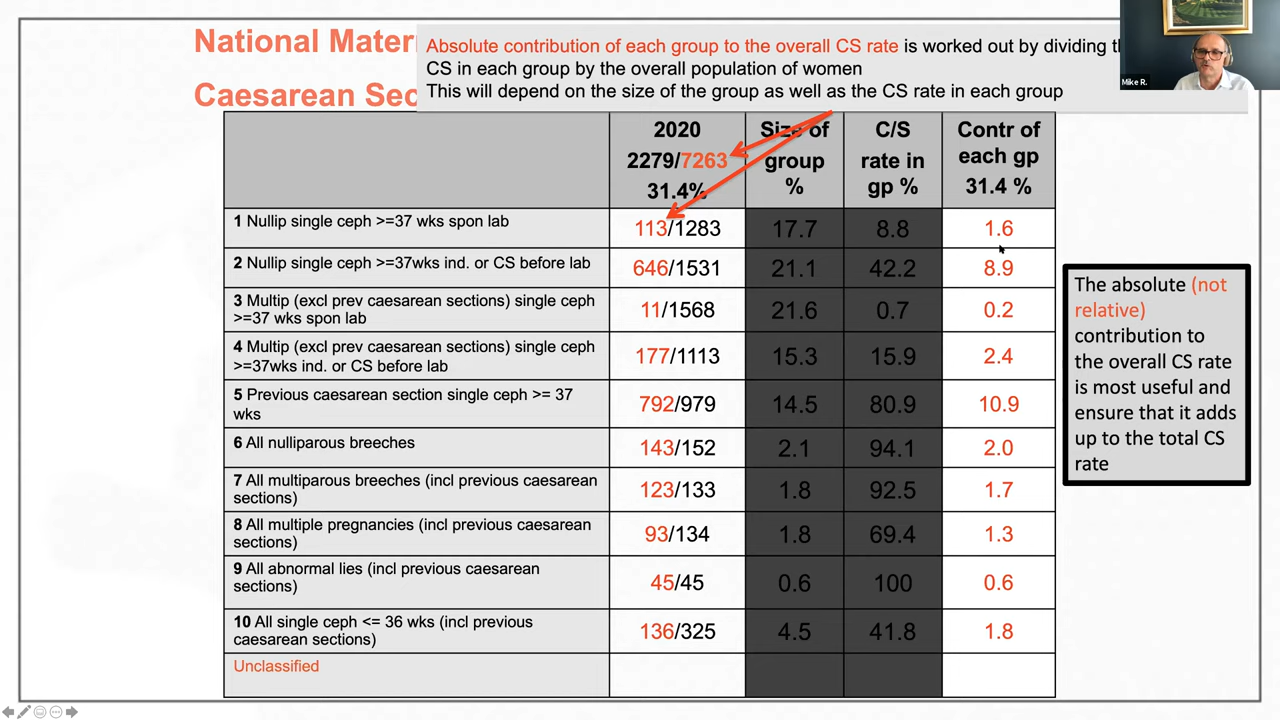 National Mater
Caesarean Sec
Absolute contribution of each group to the overall CS rate is worked out by dividing
CS in each group by the overall population of women
This will depend on the size of the group as well as the CS rate in each group
Mike R.
2020
2279/7263
31.4%
Size of
group
%
C/S
rate in
gp %
Contr of
each gp
31.4 %
1 Nullip single ceph >=37 wks spon lab
113/1283 17.7 8.8 1.6
2 Nullip single ceph >=37wks ind. or CS before lab
646/1531 21.1 42.2 8.9
3 Multip (excl prev caesarean sections) single ceph
>=37 wks spon lab
11/1568 21.6 0.7 0.2
4 Multip (excl prev caesarean sections) single ceph
>=37wks ind. or CS before lab
177/1113 15.3 15.9 2.4
5 Previous caesarean section single ceph >= 37
wks
792/979 14.5 80.9 10.9
6 All nulliparous breeches
143/152 2.1 94.1 2.0
7 All multiparous breeches (incl previous caesarean
sections)
123/133 1.8 92.5 1.7
8 All multiple pregnancies (incl previous caesarean
sections)
93/134 1.8 69.4 1.3
9 All abnormal lies (incl previous caesarean
sections)
45/45 0.6 100 0.6
10 All single ceph <= 36 wks (incl previous
caesarean sections)
136/325 4.5 41.8 1.8
Unclassified
The absolute (not
relative)
contribution to
the overall CS rate
is most useful and
ensure that it adds
up to the total CS
rate